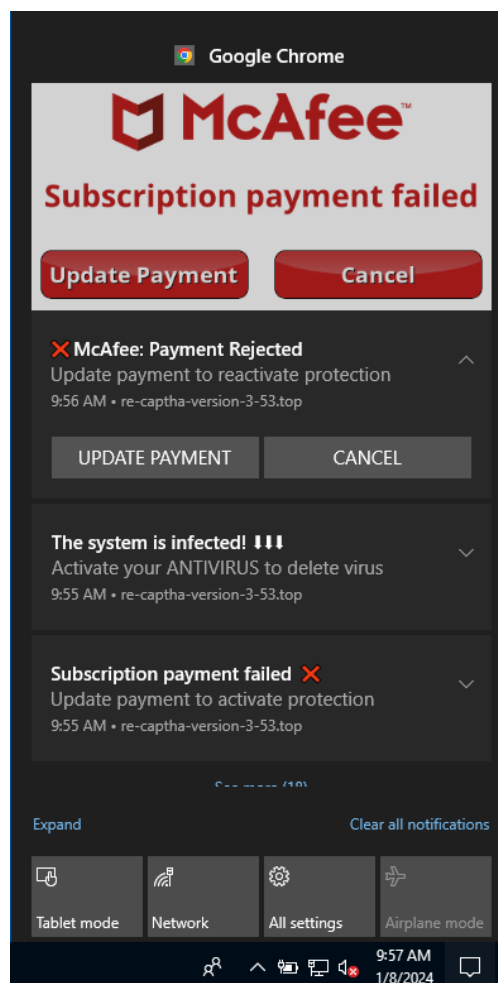 Google Chrome
McAfee™
Subscription payment failed
Update Payment
Cancel
❌ McAfee: Payment Rejected
Update payment to reactivate protection
9:56 AM • re-captha-version-3-53.top
UPDATE PAYMENT
CANCEL
The system is infected! ⬇⬇⬇
Activate your ANTIVIRUS to delete virus
9:55 AM • re-captha-version-3-53.top
Subscription payment failed ❌
Update payment to activate protection
9:55 AM • re-captha-version-3-53.top
See more (18)
Expand
Clear all notifications
Tablet mode
Network
All settings
Airplane mode
9:57 AM
1/8/2024